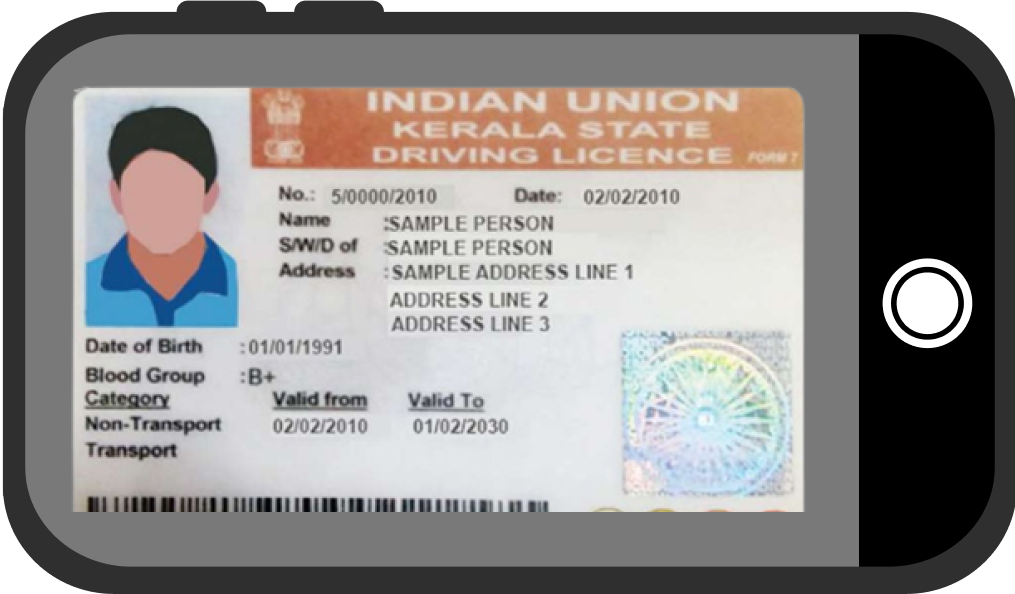 INDIAN UNION
KERALA STATE
DRIVING LICENCE FORM 7
No.: 5/0000/2010 Date: 02/02/2010
Name :SAMPLE PERSON
S/W/D of :SAMPLE PERSON
Address :SAMPLE ADDRESS LINE 1
ADDRESS LINE 2
ADDRESS LINE 3
Date of Birth :01/01/1991
Blood Group :B+
Category Valid from Valid To
Non-Transport 02/02/2010 01/02/2030
Transport